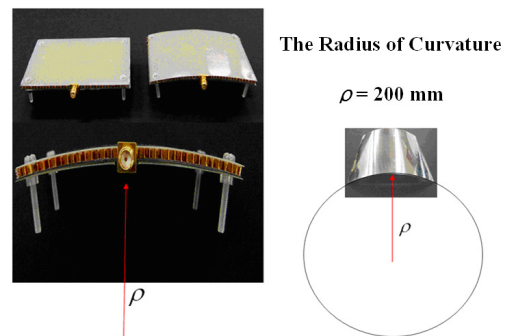 The Radius of Curvature
ρ = 200 mm
ρ
ρ